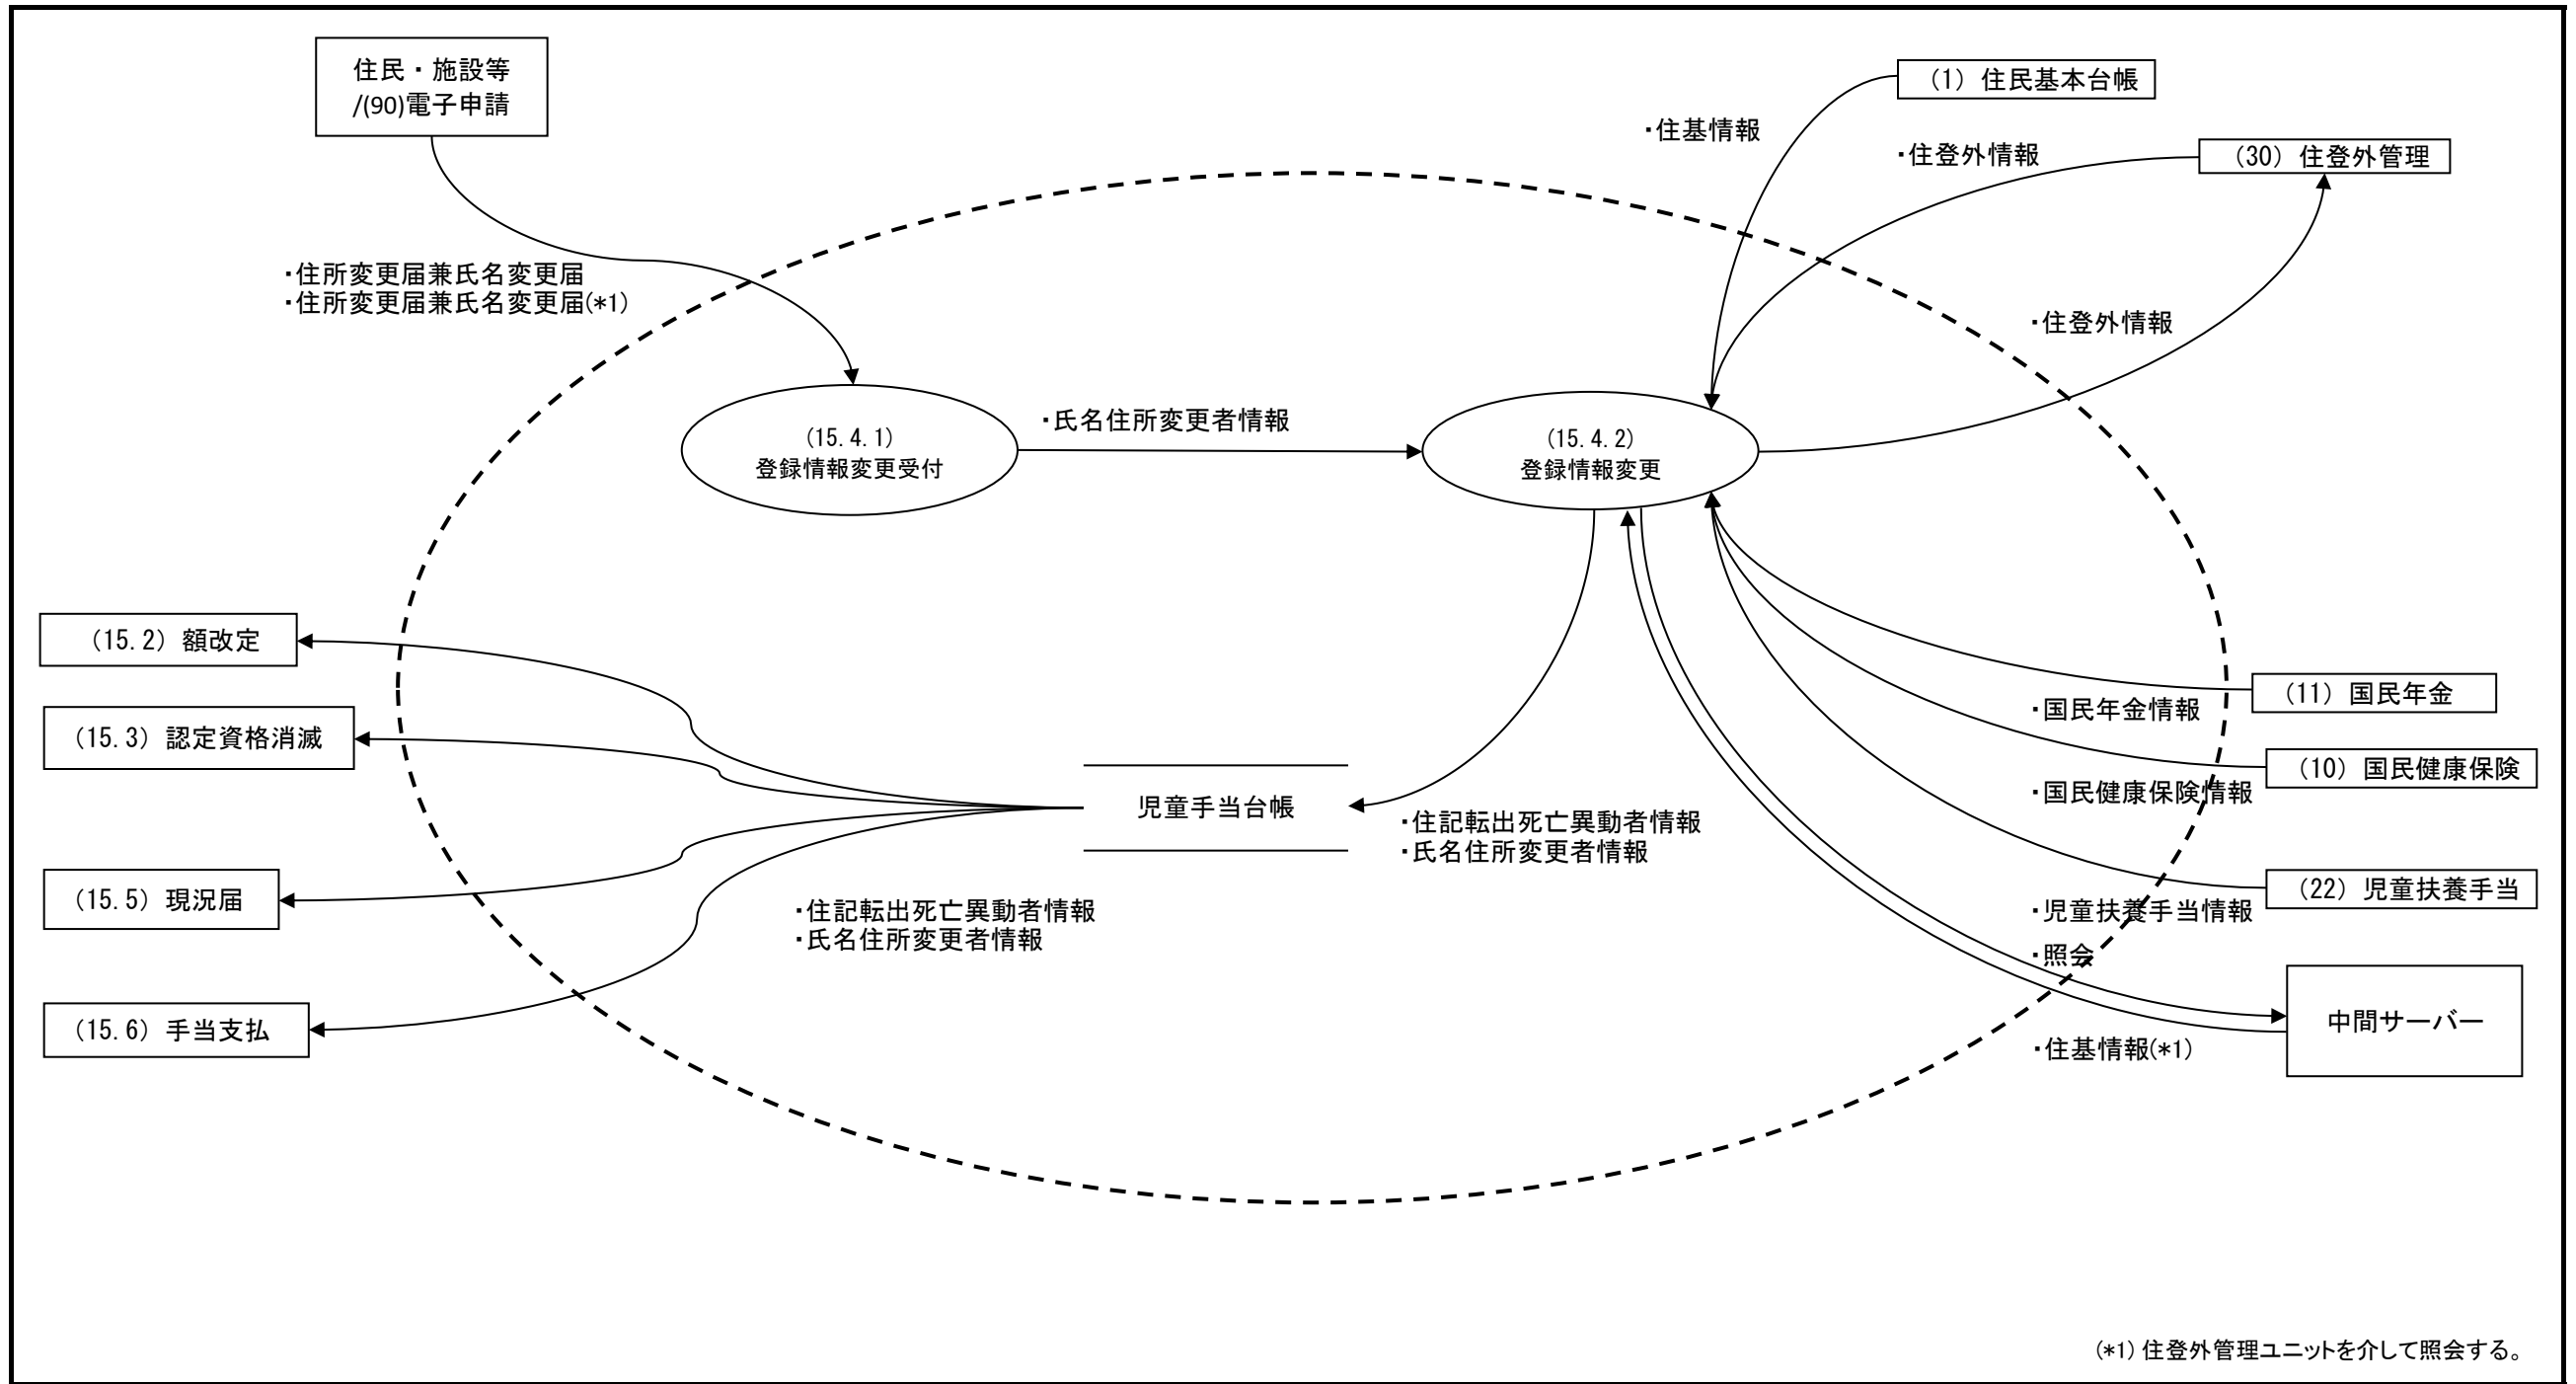 住民・施設等
/(90)電子申請
(1) 住民基本台帳
・住基情報
・住登外情報
(30) 住登外管理
・住所変更届兼氏名変更届
・住所変更届兼氏名変更届(*1)
・住登外情報
・氏名住所変更者情報
(15.4.1)
登録情報変更受付
(15.4.2)
登録情報変更
(15.2) 額改定
(15.3) 認定資格消滅
(15.5) 現況届
(15.6) 手当支払
児童手当台帳
・住記転出死亡異動者情報
・氏名住所変更者情報
・住記転出死亡異動者情報
・氏名住所変更者情報
(11) 国民年金
・国民年金情報
(10) 国民健康保険
・国民健康保険情報
(22) 児童扶養手当
・児童扶養手当情報
・照会
中間サーバー
・住基情報(*1)
(*1) 住登外管理ユニットを介して照会する。